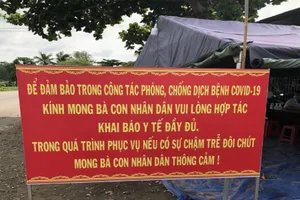 ĐỂ ĐẢM BẢO TRONG CÔNG TÁC PHÒNG, CHỐNG DỊCH BỆNH COVID-19
KÍNH MONG BÀ CON NHÂN DÂN VUI LÒNG HỢP TÁC
KHAI BÁO Y TẾ ĐẦY ĐỦ.
TRONG QUÁ TRÌNH PHỤC VỤ NẾU CÓ SỰ CHẬM TRỄ ĐÔI CHÚT
MONG BÀ CON NHÂN DÂN THÔNG CẢM !